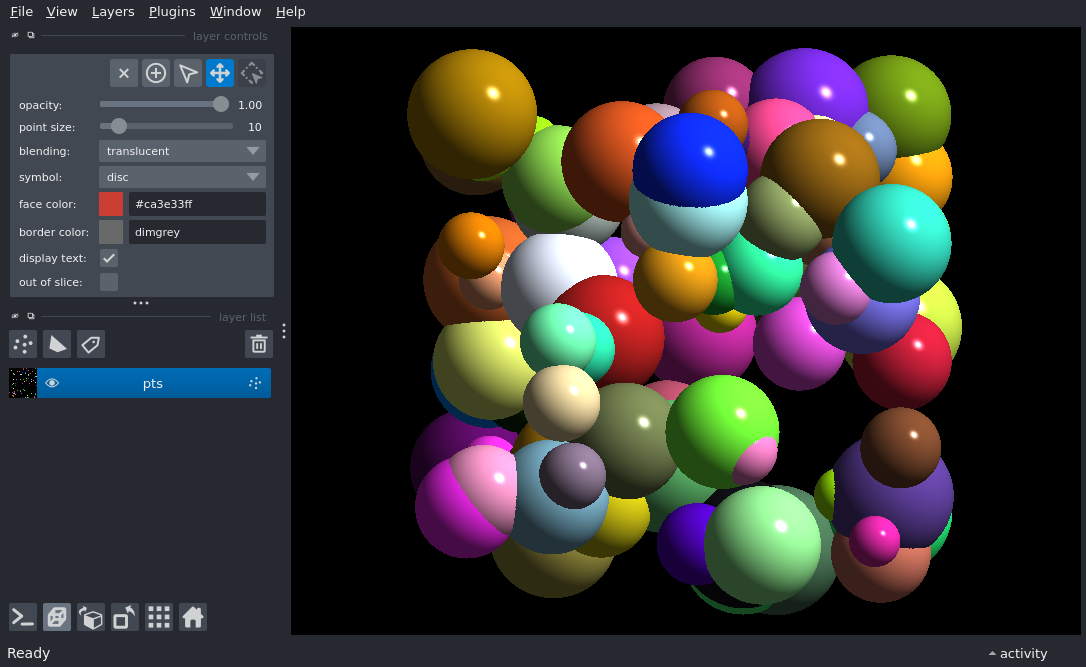 File View Layers Plugins Window Help
layer controls
opacity: 1.00
point size: 10
blending: translucent
symbol: disc
face color: #ca3e33ff
border color: dimgrey
display text:
out of slice:
layer list
pts
Ready
activity